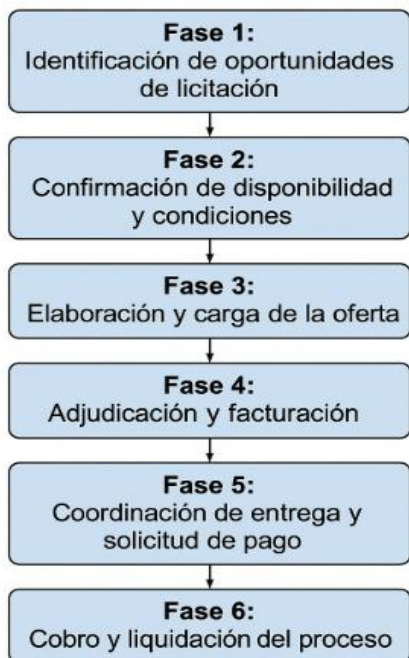 Fase 1:
Identificación de oportunidades
de licitación
Fase 2:
Confirmación de disponibilidad
y condiciones
Fase 3:
Elaboración y carga de la oferta
Fase 4:
Adjudicación y facturación
Fase 5:
Coordinación de entrega y
solicitud de pago
Fase 6:
Cobro y liquidación del proceso